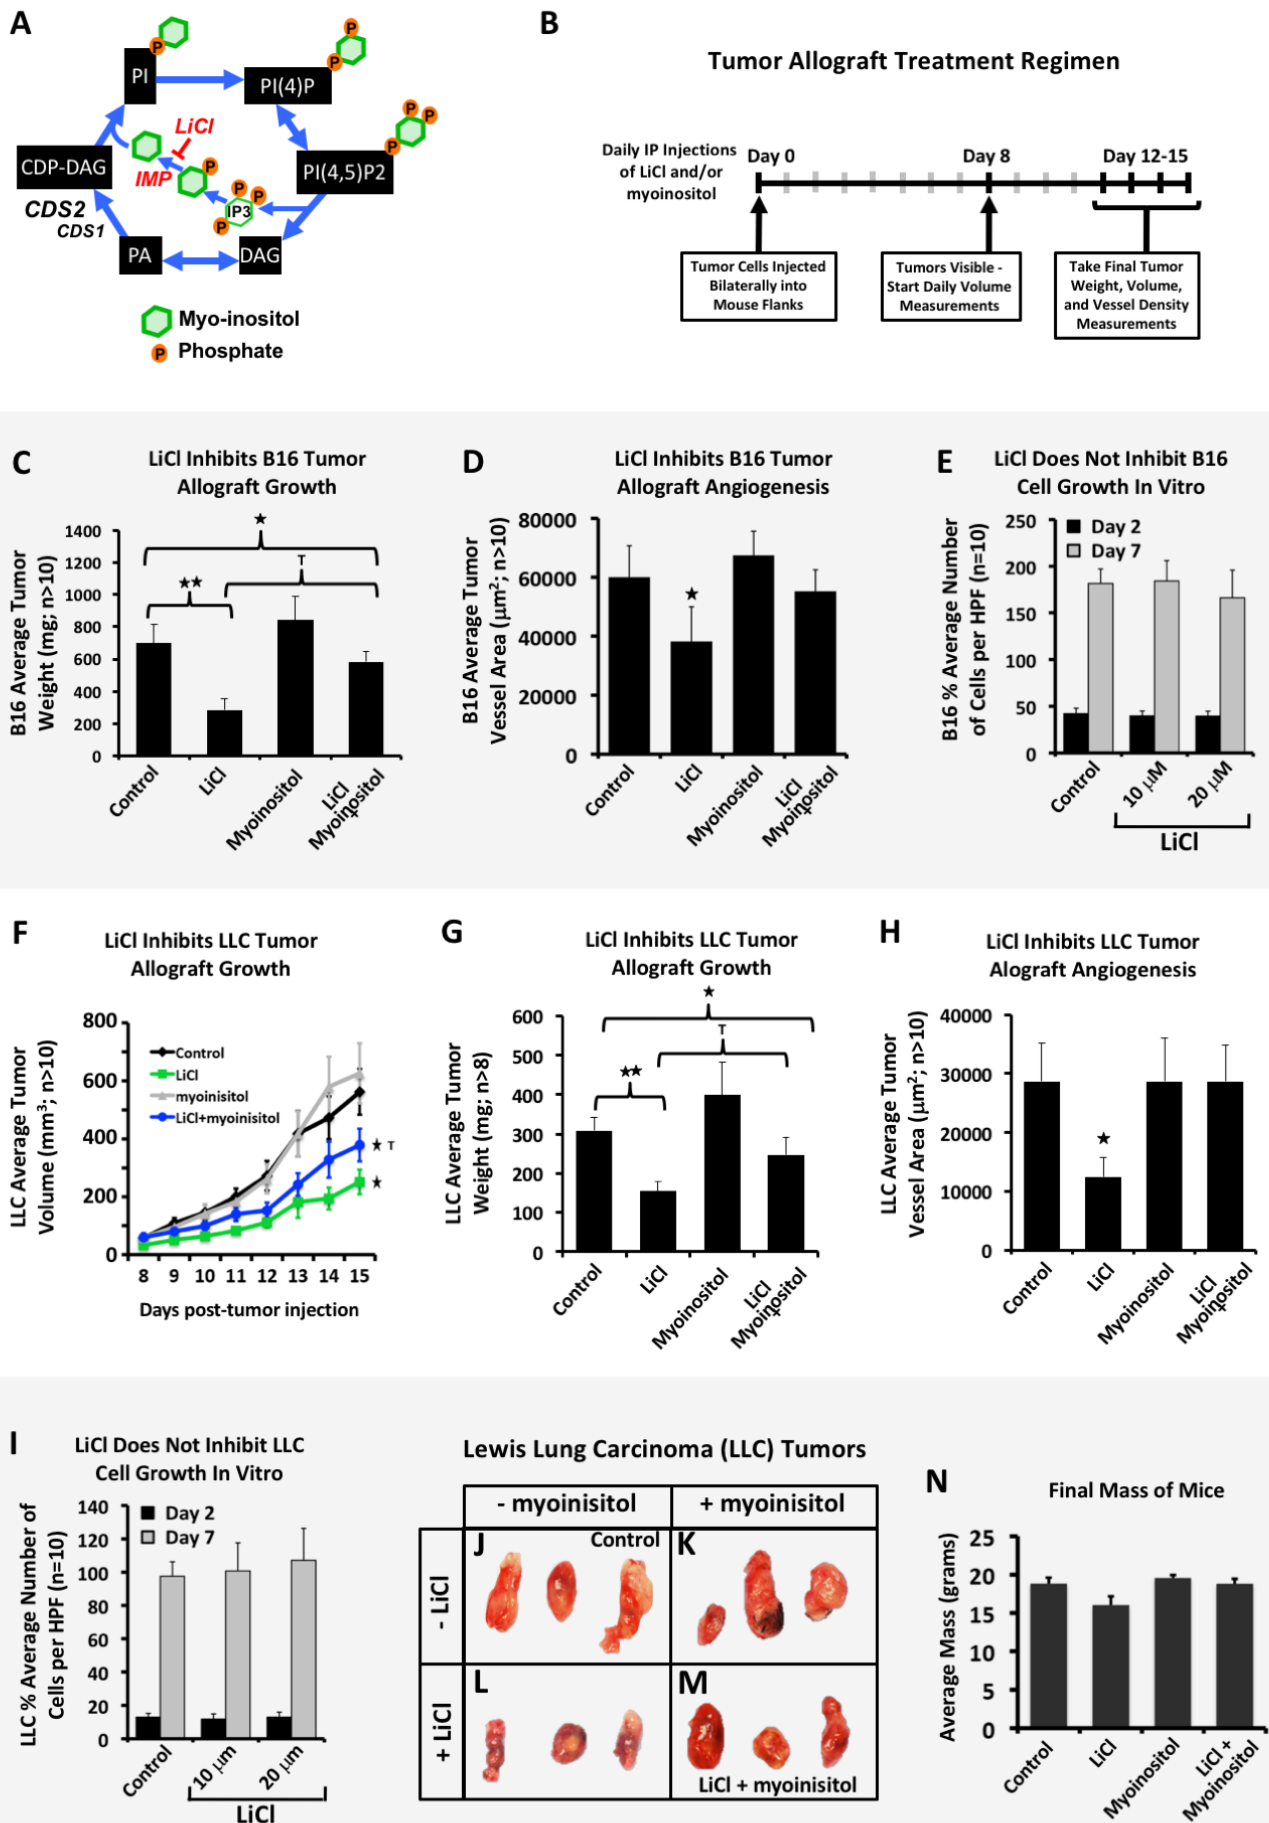 A
P
P
P
PI
PI(4)P
P
P
P
LiCl
CDP-DAG
IMP
P
PI(4,5)P2
P
P
IP3
P
CDS2
CDS1
PA
DAG
Myo-inositol
P Phosphate
B
Tumor Allograft Treatment Regimen
Daily IP Injections
of LiCl and/or
myoinositol
Day 0
Day 8
Day 12-15
Tumor Cells Injected
Bilaterally into
Mouse Flanks
Tumors Visible -
Start Daily Volume
Measurements
Take Final Tumor
Weight, Volume,
and Vessel Density
Measurements
C
LiCl Inhibits B16 Tumor
Allograft Growth
B16 Average Tumor
Weight (mg; n>10)
1400
1200
1000
800
600
400
200
0
★
★★
T
Control
LiCl
Myoinositol
LiCl
+
Myoinositol
D
LiCl Inhibits B16 Tumor
Allograft Angiogenesis
B16 Average Tumor
Vessel Area (μm²; n>10)
80000
60000
40000
20000
0
★
Control
LiCl
Myoinositol
LiCl
+
Myoinositol
E
LiCl Does Not Inhibit B16
Cell Growth In Vitro
B16 % Average Number
of Cells per HPF (n=10)
250
200
150
100
50
0
Day 2
Day 7
Control
10 μM
20 μM
LiCl
F
LiCl Inhibits LLC Tumor
Allograft Growth
LLC Average Tumor
Volume (mm³; n>10)
800
600
400
200
0
Control
LiCl
myoinisitol
LiCl+myoinisitol
★ T
★
8 9 10 11 12 13 14 15
Days post-tumor injection
G
LiCl Inhibits LLC Tumor
Allograft Growth
LLC Average Tumor
Weight (mg; n>8)
600
500
400
300
200
100
0
★
★★
T
Control
LiCl
Myoinositol
LiCl
+
Myoinositol
H
LiCl Inhibits LLC Tumor
Alograft Angiogenesis
LLC Average Tumor
Vessel Area (μm²; n>10)
40000
30000
20000
10000
0
★
Control
LiCl
Myoinositol
LiCl
+
Myoinositol
I
LiCl Does Not Inhibit LLC
Cell Growth In Vitro
LLC % Average Number of
Cells per HPF (n=10)
140
120
100
80
60
40
20
0
Day 2
Day 7
Control
10 μm
20 μm
LiCl
Lewis Lung Carcinoma (LLC) Tumors
- myoinisitol
+ myoinisitol
- LiCl
+ LiCl
J
Control
K
L
M
LiCl + myoinisitol
N
Final Mass of Mice
Average Mass (grams)
25
20
15
10
5
0
Control
LiCl
Myoinositol
LiCl +
Myoinositol